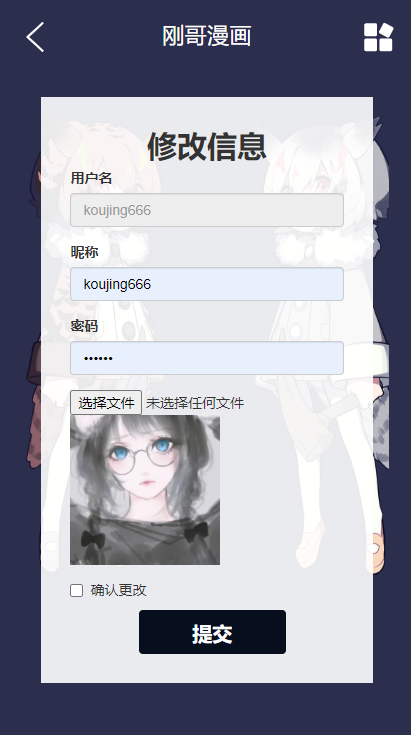 刚哥漫画
修改信息
用户名
koujing666
昵称
koujing666
密码
••••••
选择文件 未选择任何文件
确认更改
提交